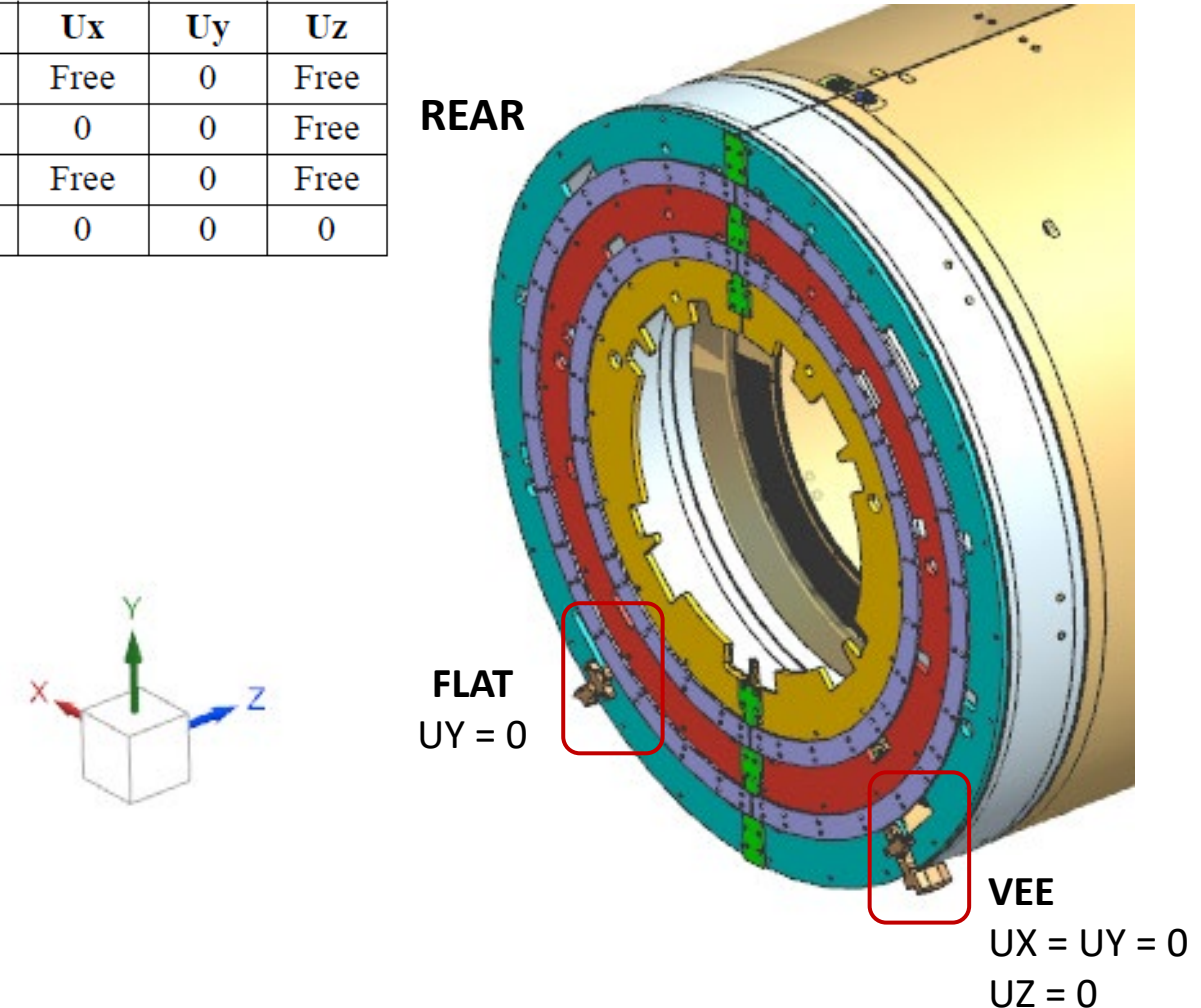 Ux Uy Uz
Free 0 Free
0 0 Free
Free 0 Free
0 0 0
REAR
Y
X
Z
FLAT
UY = 0
VEE
UX = UY = 0
UZ = 0